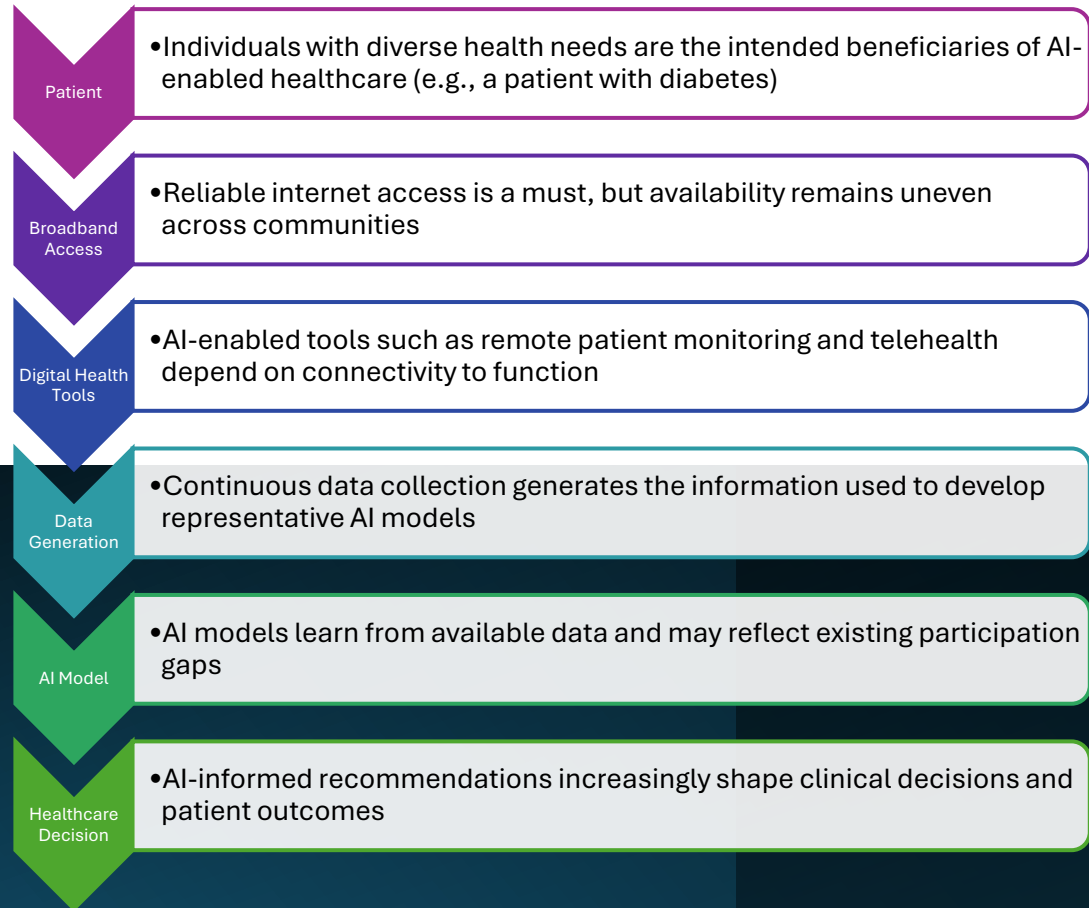 Patient
•Individuals with diverse health needs are the intended beneficiaries of AI-
enabled healthcare (e.g., a patient with diabetes)
Broadband
Access
•Reliable internet access is a must, but availability remains uneven
across communities
Digital Health
Tools
•AI-enabled tools such as remote patient monitoring and telehealth
depend on connectivity to function
Data
Generation
•Continuous data collection generates the information used to develop
representative AI models
AI Model
•AI models learn from available data and may reflect existing participation
gaps
Healthcare
Decision
•AI-informed recommendations increasingly shape clinical decisions and
patient outcomes